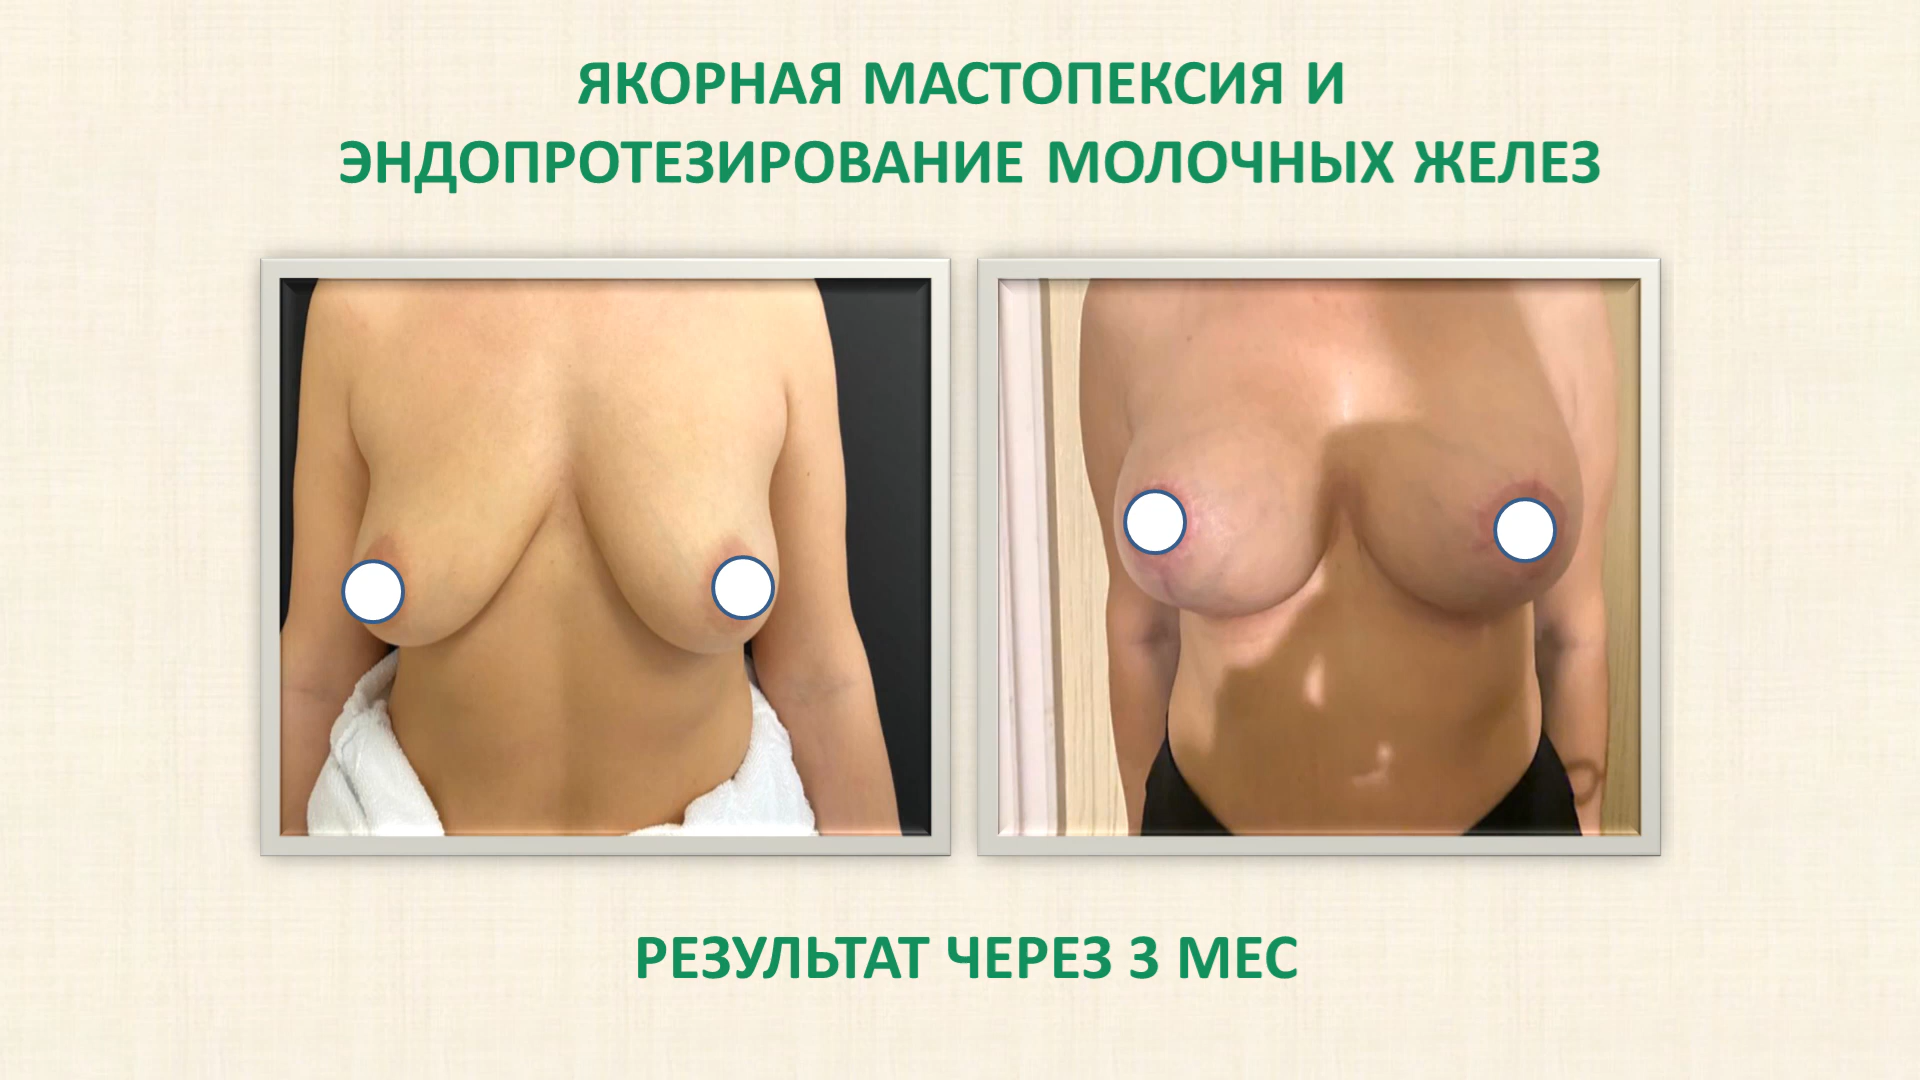 ЯКОРНАЯ МАСТОПЕКСИЯ И
ЭНДОПРОТЕЗИРОВАНИЕ МОЛОЧНЫХ ЖЕЛЕЗ
РЕЗУЛЬТАТ ЧЕРЕЗ 3 МЕС